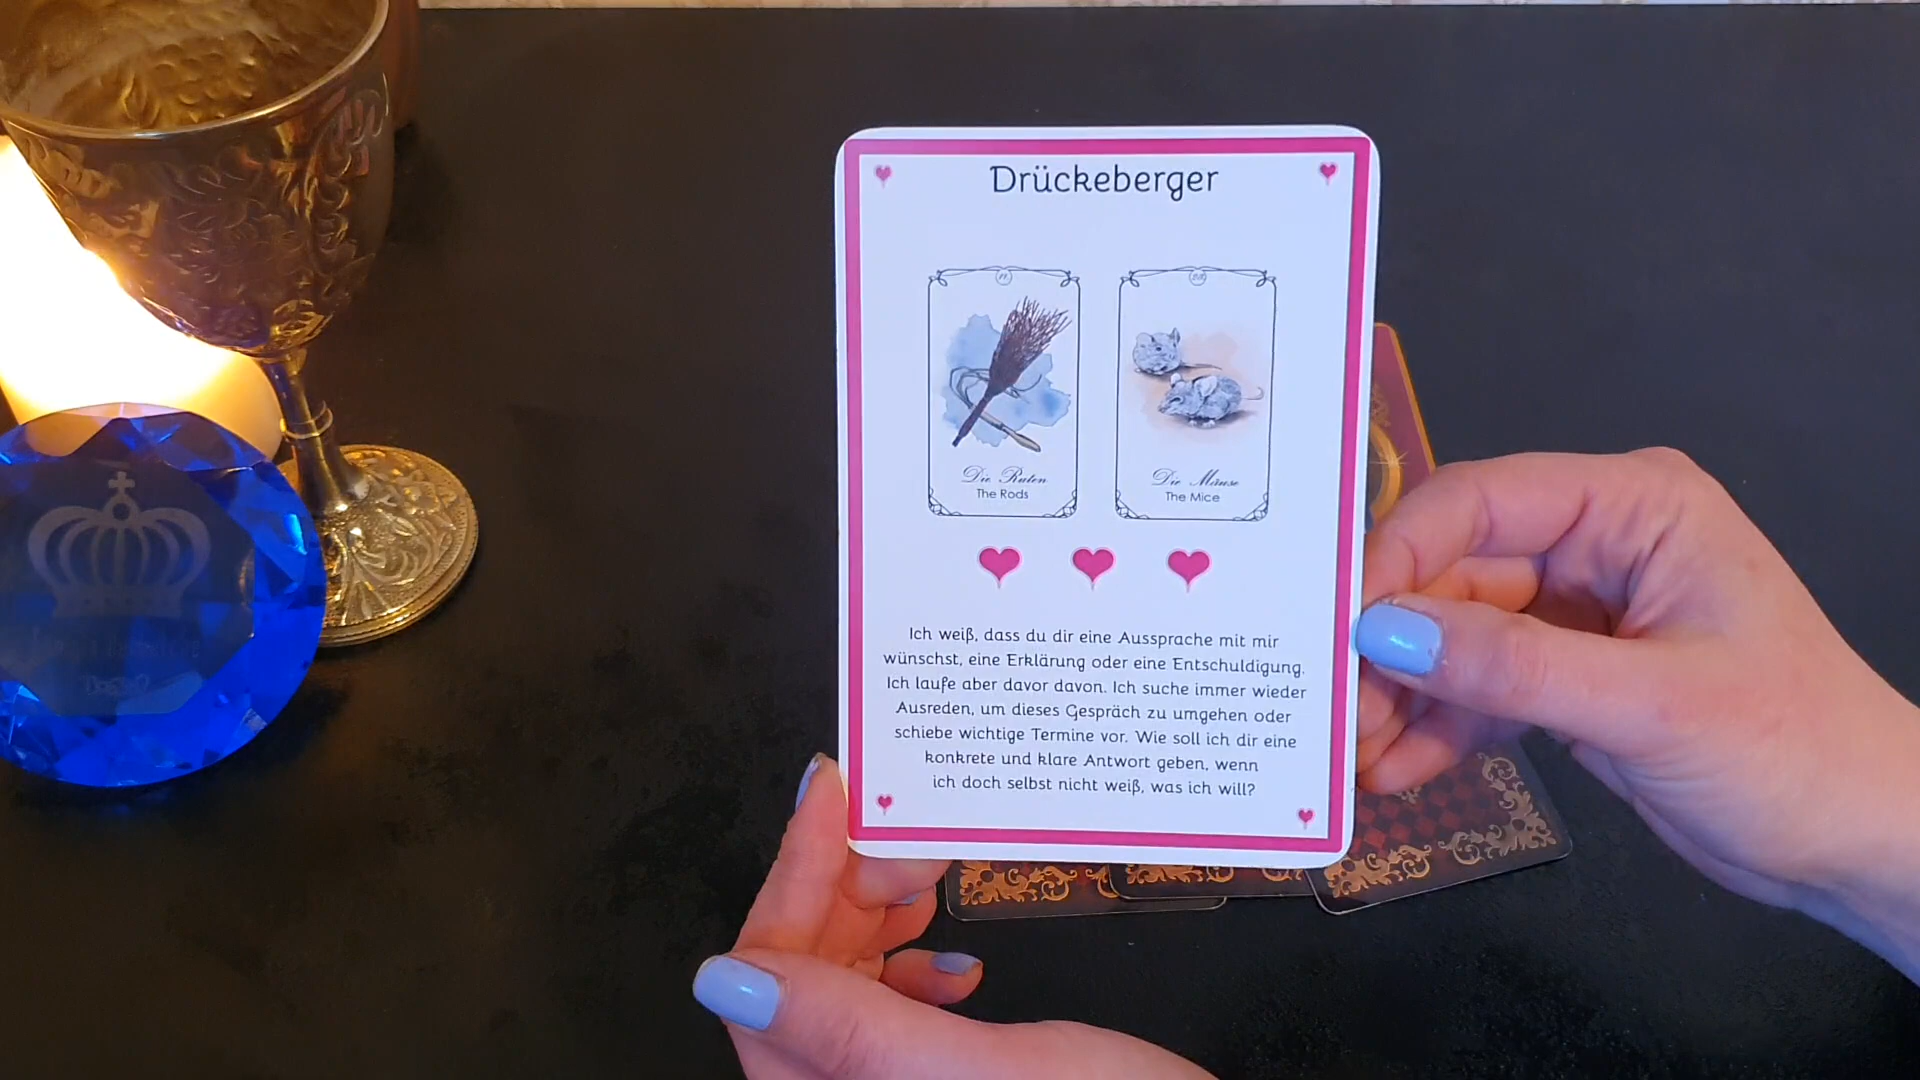 Drückeberger
11
23
Die Ruten
The Rods
Die Mäuse
The Mice
Ich weiß, dass du dir eine Aussprache mit mir
wünschst, eine Erklärung oder eine Entschuldigung.
Ich laufe aber davor davon. Ich suche immer wieder
Ausreden, um dieses Gespräch zu umgehen oder
schiebe wichtige Termine vor. Wie soll ich dir eine
konkrete und klare Antwort geben, wenn
ich doch selbst nicht weiß, was ich will?